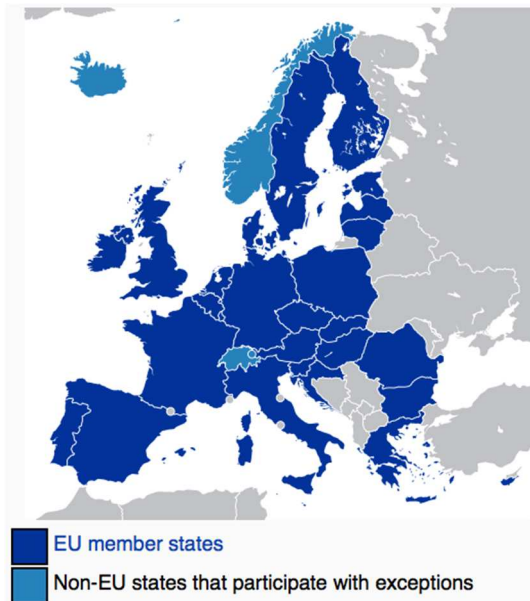 EU member states
Non-EU states that participate with exceptions